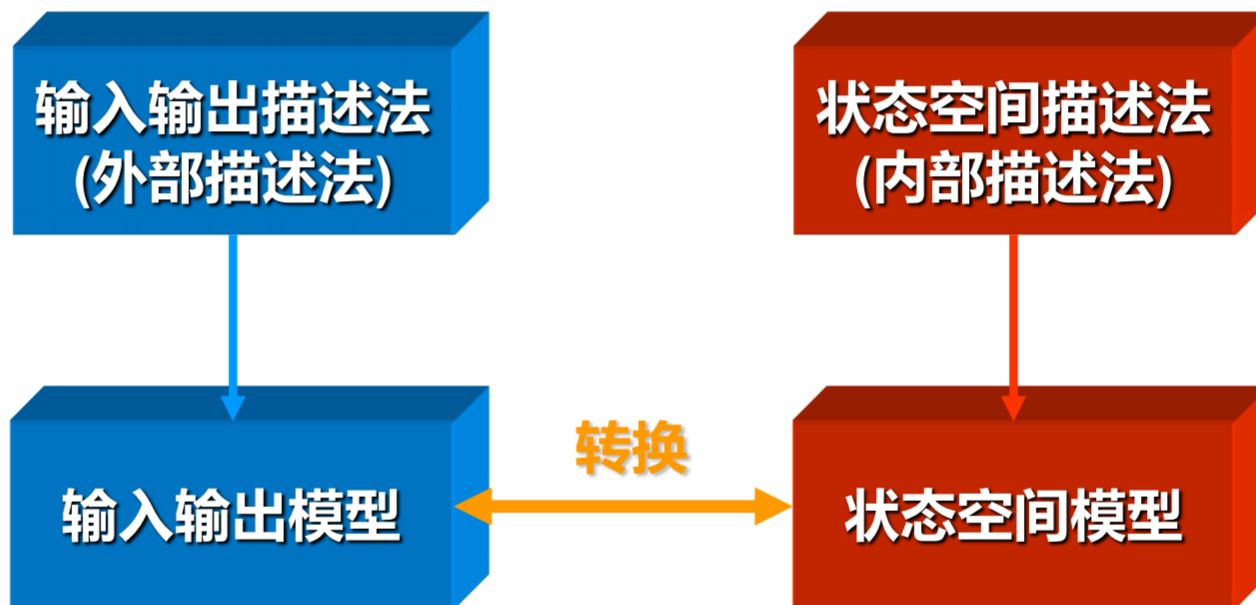 输入输出描述法
(外部描述法)
状态空间描述法
(内部描述法)
转换
输入输出模型
状态空间模型